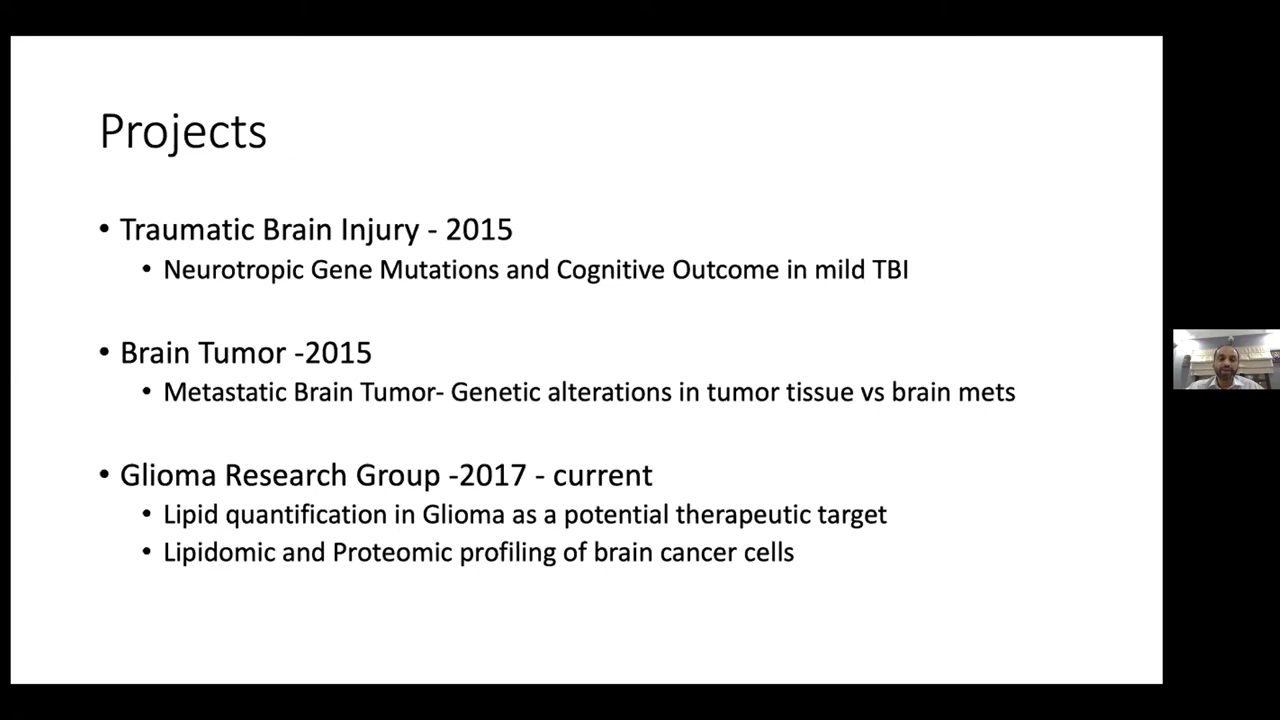 Projects
• Traumatic Brain Injury - 2015
• Neurotropic Gene Mutations and Cognitive Outcome in mild TBI
• Brain Tumor -2015
• Metastatic Brain Tumor- Genetic alterations in tumor tissue vs brain mets
• Glioma Research Group -2017 - current
• Lipid quantification in Glioma as a potential therapeutic target
• Lipidomic and Proteomic profiling of brain cancer cells